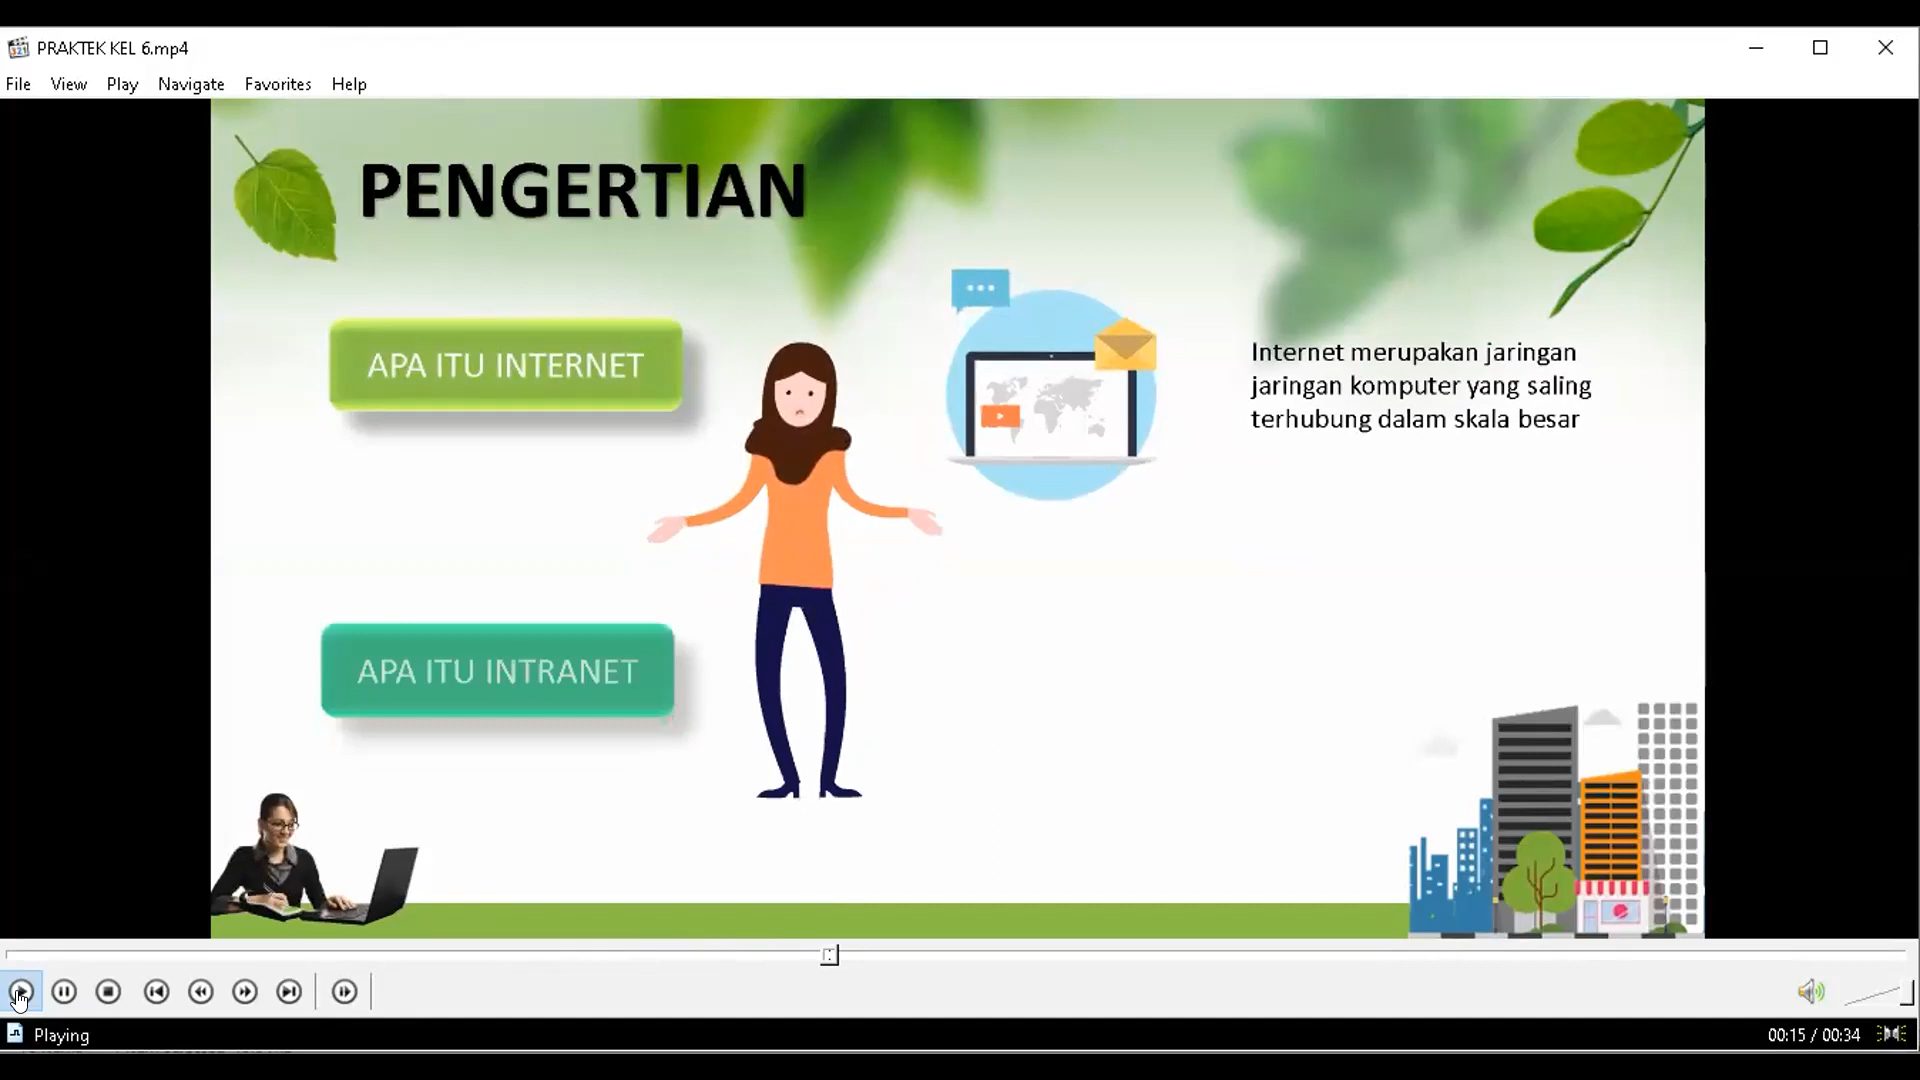 PRAKTEK KEL 6.mp4
File View Play Navigate Favorites Help
PENGERTIAN
APA ITU INTERNET
Internet merupakan jaringan
jaringan komputer yang saling
terhubung dalam skala besar
APA ITU INTRANET
Playing
00:15 / 00:34